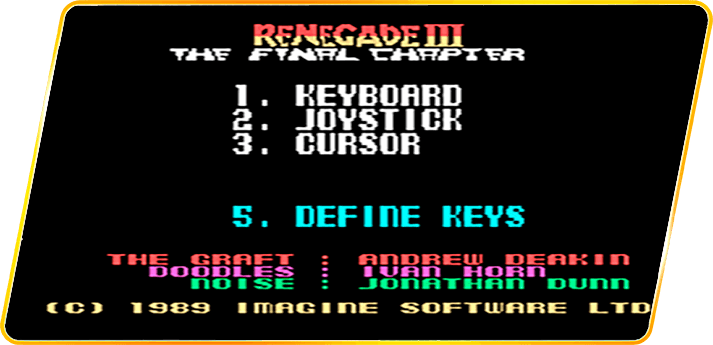 RENEGADE III
THE FINAL CHAPTER
1. KEYBOARD
2. JOYSTICK
3. CURSOR
5. DEFINE KEYS
THE GRAFT : ANDREW DEAKIN
DOODLES : IVAN HORN
NOISE : JONATHAN DUNN
(C) 1989 IMAGINE SOFTWARE LTD